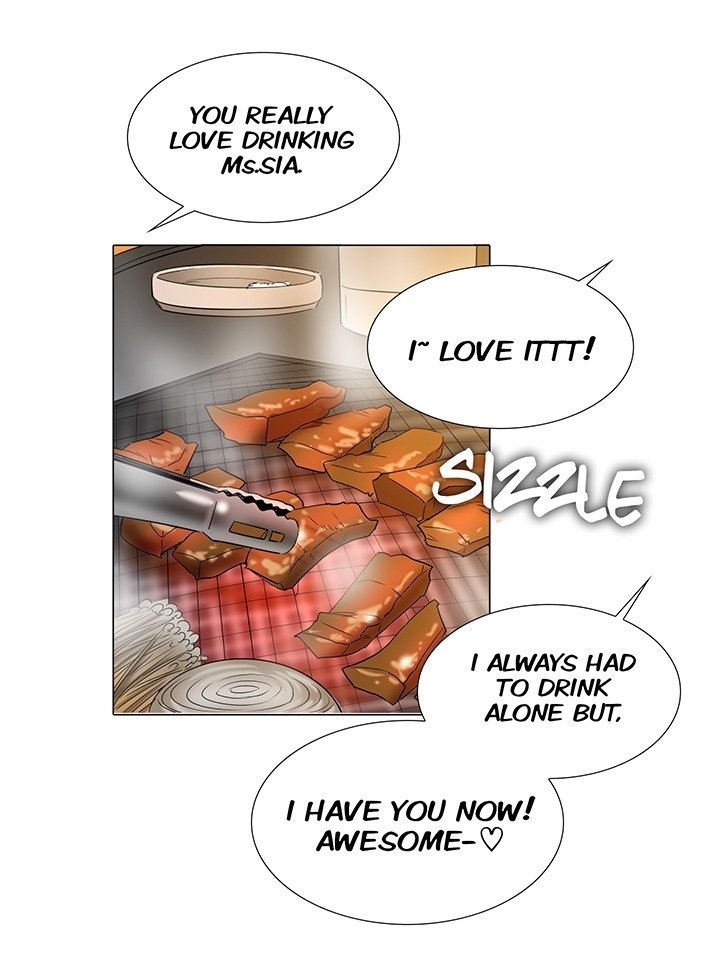 YOU REALLY
LOVE DRINKING
Ms.SIA.
I~ LOVE ITTT!
SIZZLE
I ALWAYS HAD
TO DRINK
ALONE BUT,
I HAVE YOU NOW!
AWESOME-♡